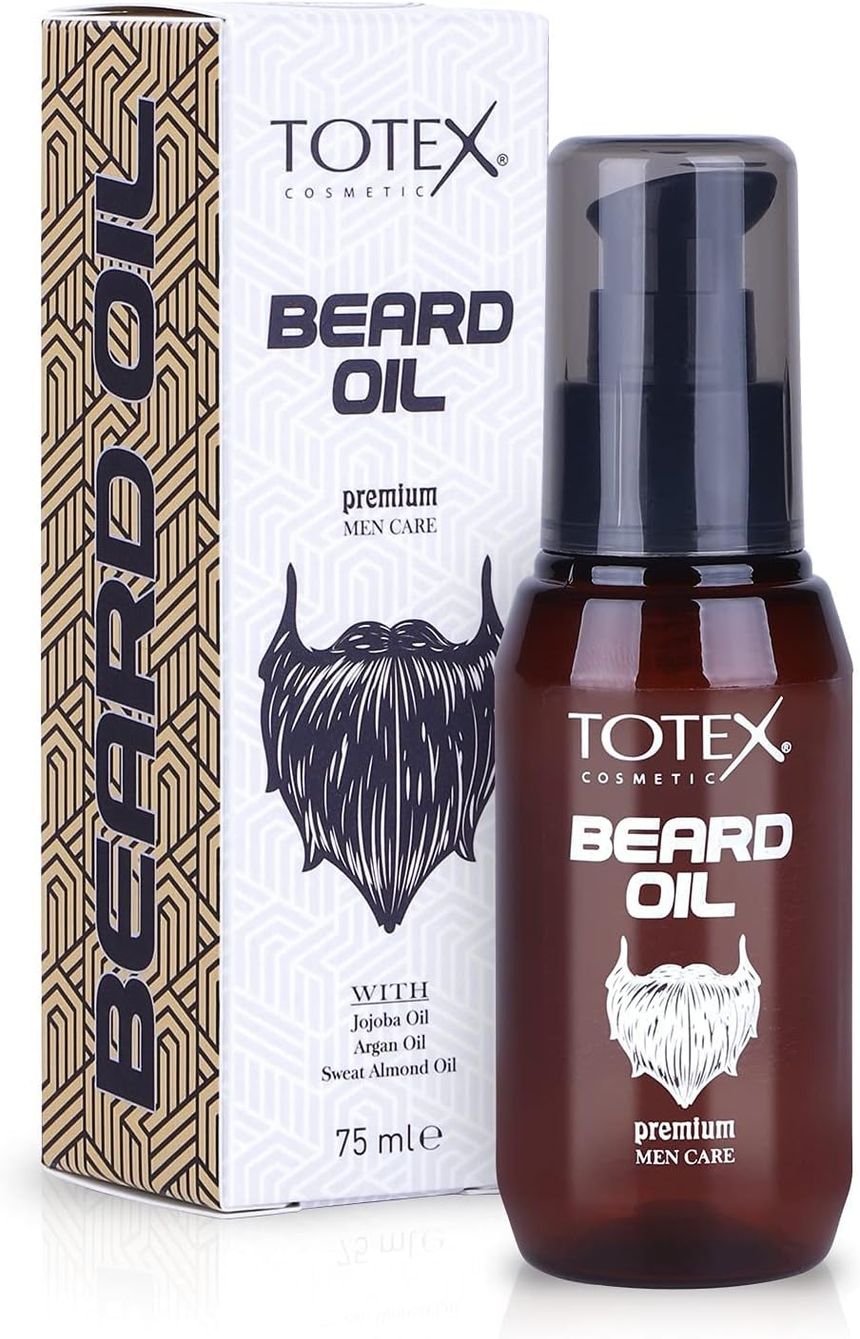 BEARD OIL
TOTEX®
COSMETIC
BEARD
OIL
premium
MEN CARE
WITH
Jojoba Oil
Argan Oil
Sweat Almond Oil
75 ml℮
TOTEX®
COSMETIC
BEARD
OIL
premium
MEN CARE